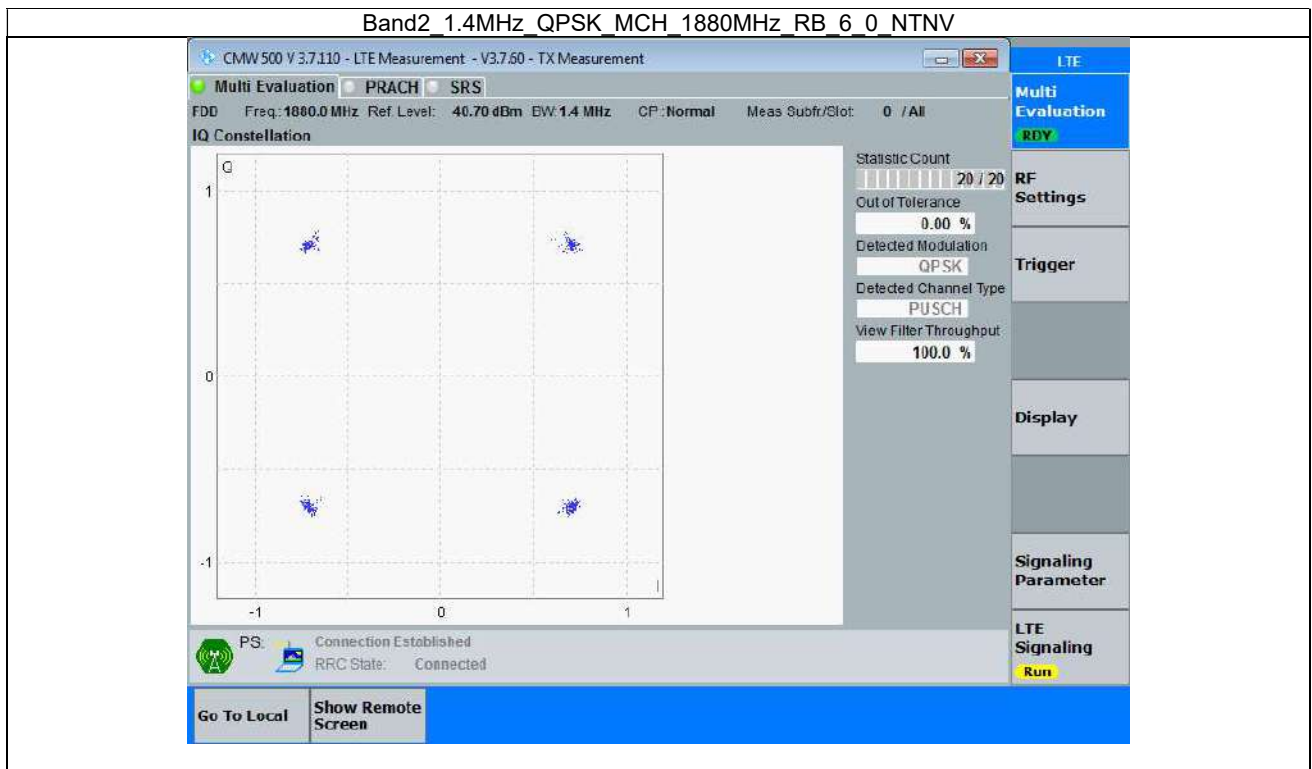 Band2_1.4MHz_QPSK_MCH_1880MHz_RB_6_0_NTNV
CMW 500 V 3.7.110 - LTE Measurement - V3.7.60 - TX Measurement
LTE
Multi Evaluation PRACH SRS
Multi
Evaluation
RDY
FDD Freq.: 1880.0 MHz Ref. Level: 40.70 dBm BW: 1.4 MHz CP: Normal Meas Subfr/Slot: 0 / All
IQ Constellation
Q
1
0
-1
-1 0 1
I
Statistic Count
20 / 20
Out of Tolerance
0.00 %
Detected Modulation
QPSK
Detected Channel Type
PUSCH
View Filter Throughput
100.0 %
RF
Settings
Trigger
Display
Signaling
Parameter
LTE
Signaling
Run
PS: Connection Established
RRC State: Connected
Go To Local
Show Remote
Screen